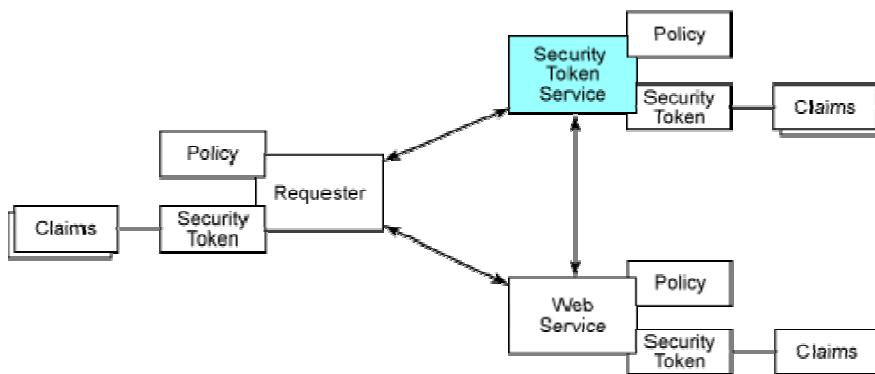 Policy
Security
Token
Service
Security
Token
Claims
Policy
Requester
Claims
Security
Token
Policy
Web
Service
Security
Token
Claims